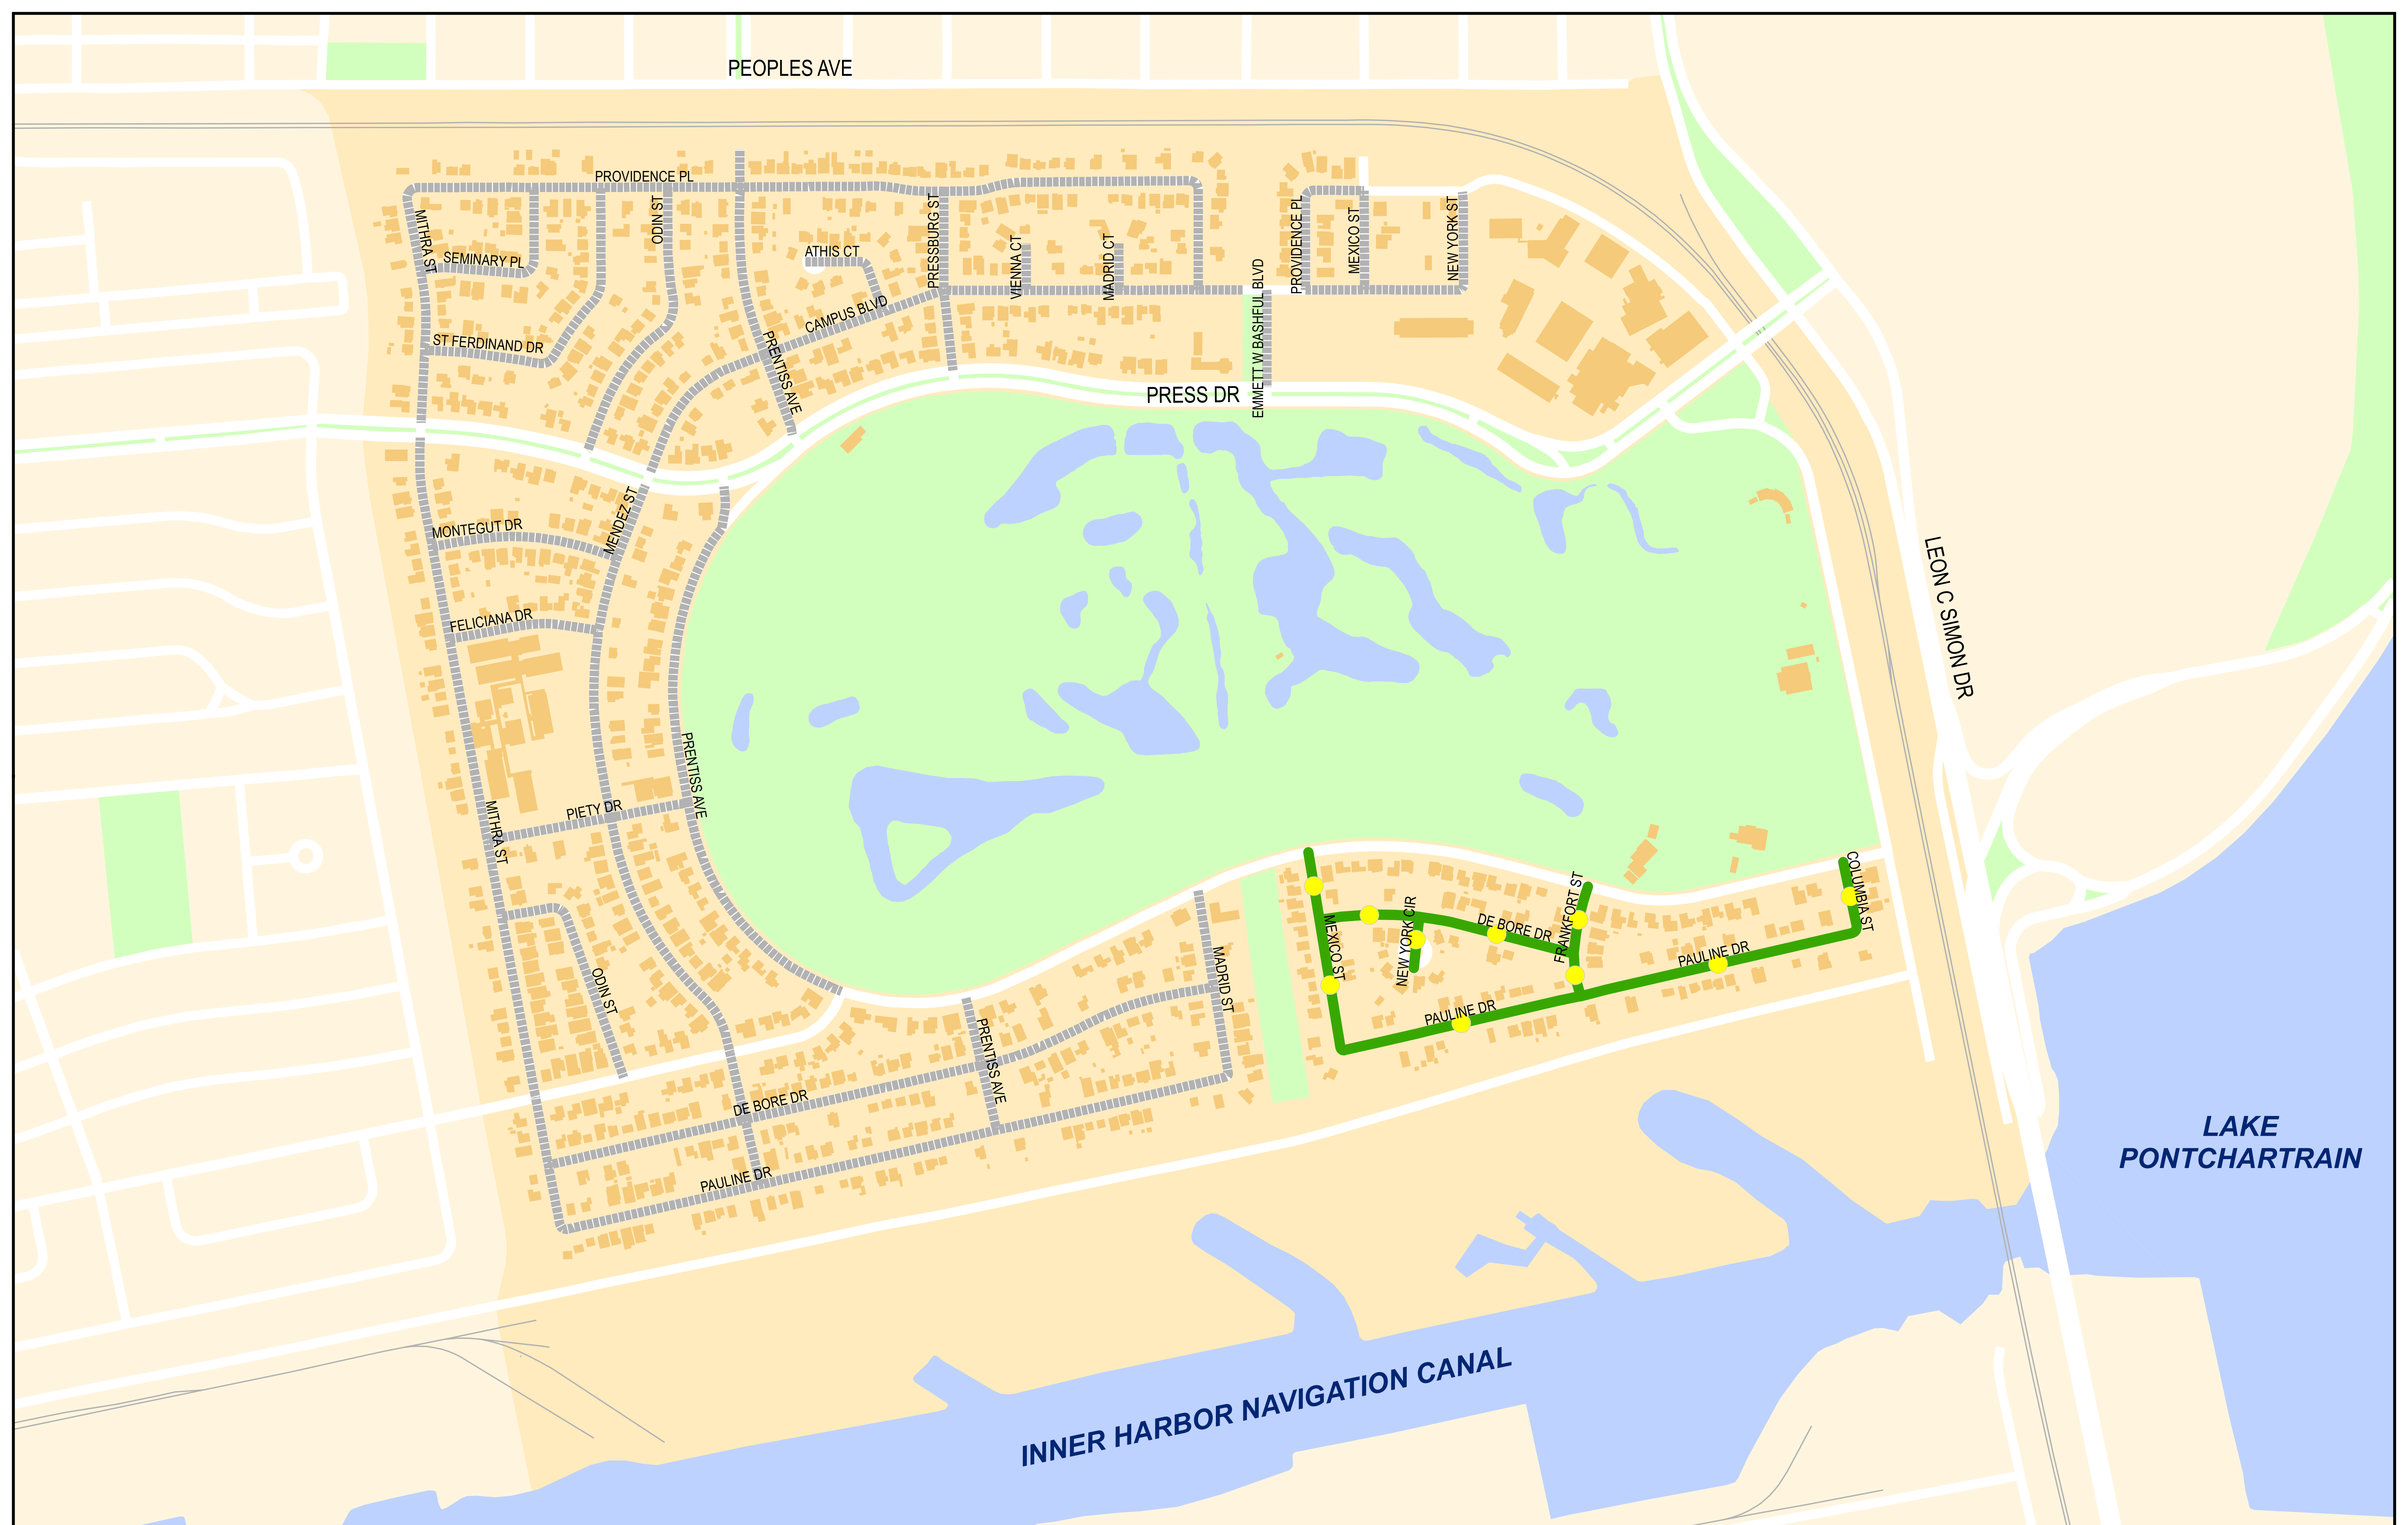 PEOPLES AVE
PROVIDENCE PL
ODIN ST
MITHRA ST
SEMINARY PL
ATHIS CT
PRESSBURG ST
VIENNA CT
MADRID CT
PROVIDENCE PL
MEXICO ST
NEW YORK ST
EMMETT W BASHFUL BLVD
CAMPUS BLVD
ST FERDINAND DR
PRENTISS AVE
PRESS DR
MENDEZ ST
MONTEGUT DR
FELICIANA DR
LEON C SIMON DR
PRENTISS AVE
PIETY DR
MITHRA ST
COLUMBIA ST
FRANKFORT ST
NEW YORK CIR
DE BORE DR
MEXICO ST
MADRID ST
PAULINE DR
ODIN ST
PAULINE DR
PRENTISS AVE
DE BORE DR
PAULINE DR
LAKE
PONTCHARTRAIN
INNER HARBOR NAVIGATION CANAL